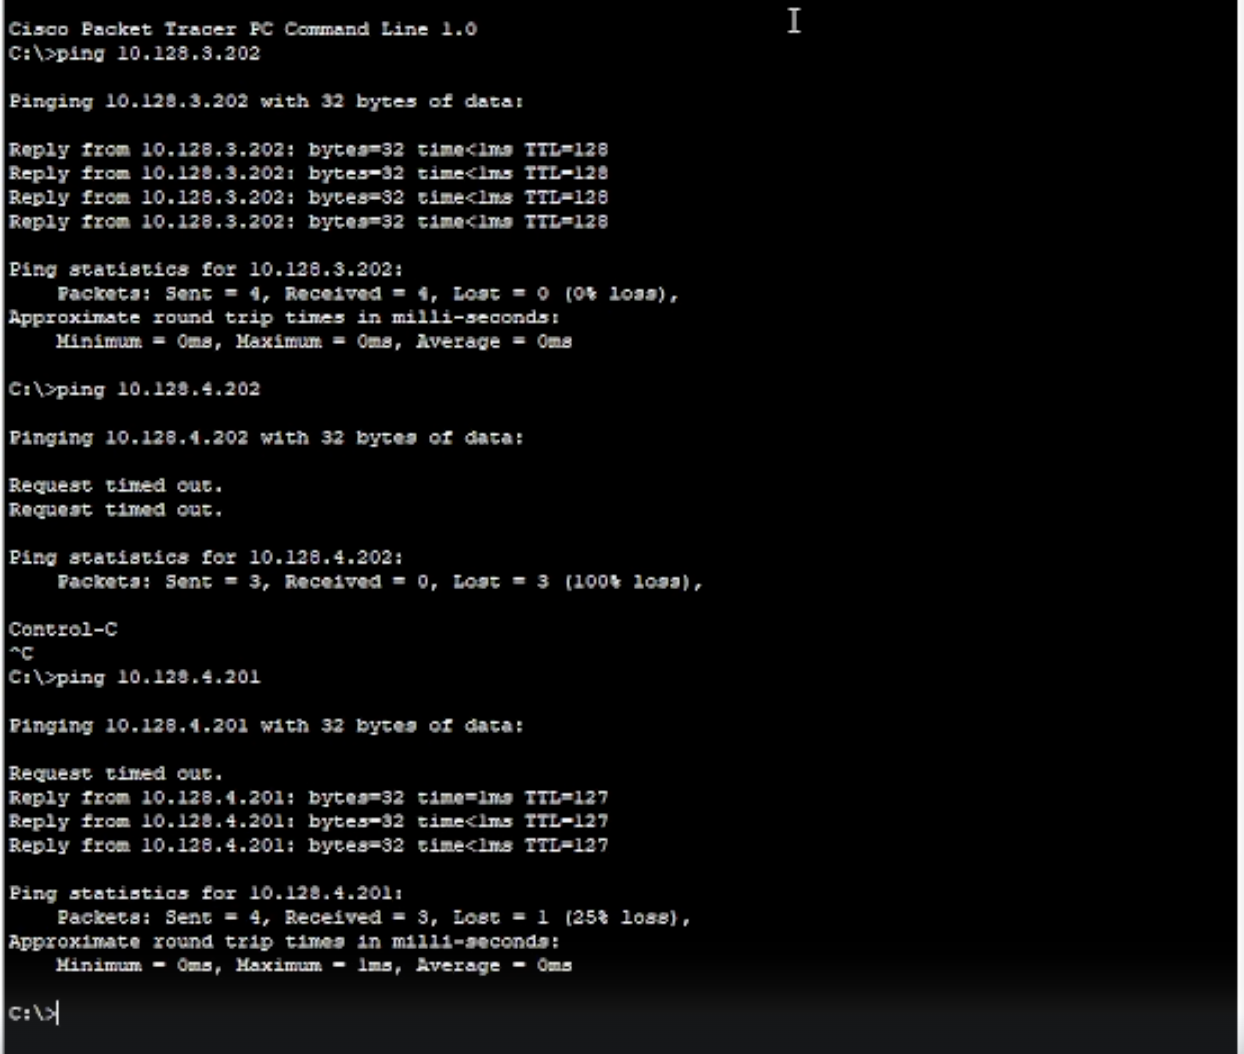 Cisco Packet Tracer PC Command Line 1.0
C:\>ping 10.128.3.202
Pinging 10.128.3.202 with 32 bytes of data:
Reply from 10.128.3.202: bytes=32 time<1ms TTL=128
Reply from 10.128.3.202: bytes=32 time<1ms TTL=128
Reply from 10.128.3.202: bytes=32 time<1ms TTL=128
Reply from 10.128.3.202: bytes=32 time<1ms TTL=128
Ping statistics for 10.128.3.202:
    Packets: Sent = 4, Received = 4, Lost = 0 (0% loss),
Approximate round trip times in milli-seconds:
    Minimum = 0ms, Maximum = 0ms, Average = 0ms
C:\>ping 10.128.4.202
Pinging 10.128.4.202 with 32 bytes of data:
Request timed out.
Request timed out.
Ping statistics for 10.128.4.202:
    Packets: Sent = 3, Received = 0, Lost = 3 (100% loss),
Control-C
^C
C:\>ping 10.128.4.201
Pinging 10.128.4.201 with 32 bytes of data:
Request timed out.
Reply from 10.128.4.201: bytes=32 time=1ms TTL=127
Reply from 10.128.4.201: bytes=32 time<1ms TTL=127
Reply from 10.128.4.201: bytes=32 time<1ms TTL=127
Ping statistics for 10.128.4.201:
    Packets: Sent = 4, Received = 3, Lost = 1 (25% loss),
Approximate round trip times in milli-seconds:
    Minimum = 0ms, Maximum = 1ms, Average = 0ms
C:\>